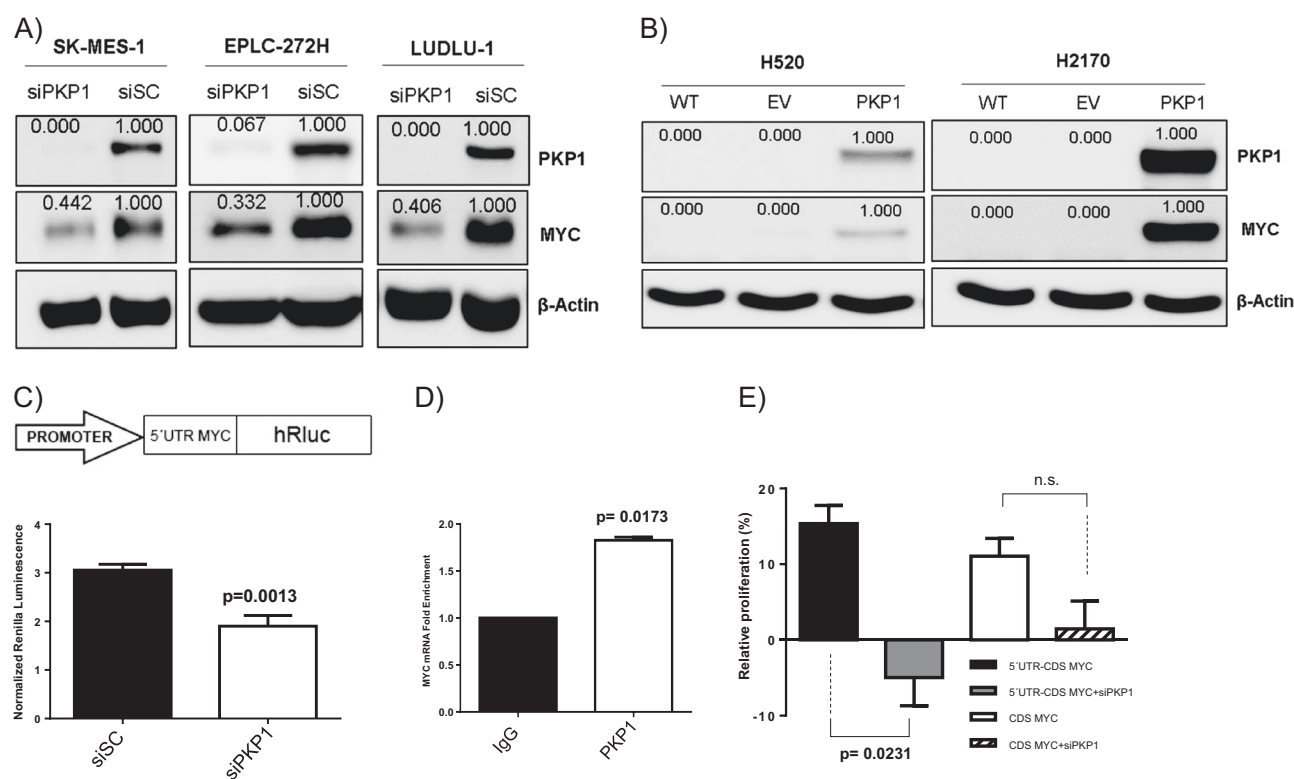 A)
SK-MES-1 EPLC-272H LUDLU-1
siPKP1 siSC siPKP1 siSC siPKP1 siSC
0.000 1.000 0.067 1.000 0.000 1.000
PKP1
0.442 1.000 0.332 1.000 0.406 1.000
MYC
β-Actin
B)
H520 H2170
WT EV PKP1 WT EV PKP1
0.000 0.000 1.000 0.000 0.000 1.000
PKP1
0.000 0.000 1.000 0.000 0.000 1.000
MYC
β-Actin
C)
PROMOTER 5´UTR MYC hRluc
Normalized Renilla Luminescence
4
3
2
1
0
p=0.0013
siSC siPKP1
D)
MYC mRNA Fold Enrichment
2.0
1.5
1.0
0.5
0.0
p= 0.0173
IgG PKP1
E)
Relative proliferation (%)
20
10
0
-10
n.s.
p= 0.0231
5´UTR-CDS MYC
5´UTR-CDS MYC+siPKP1
CDS MYC
CDS MYC+siPKP1